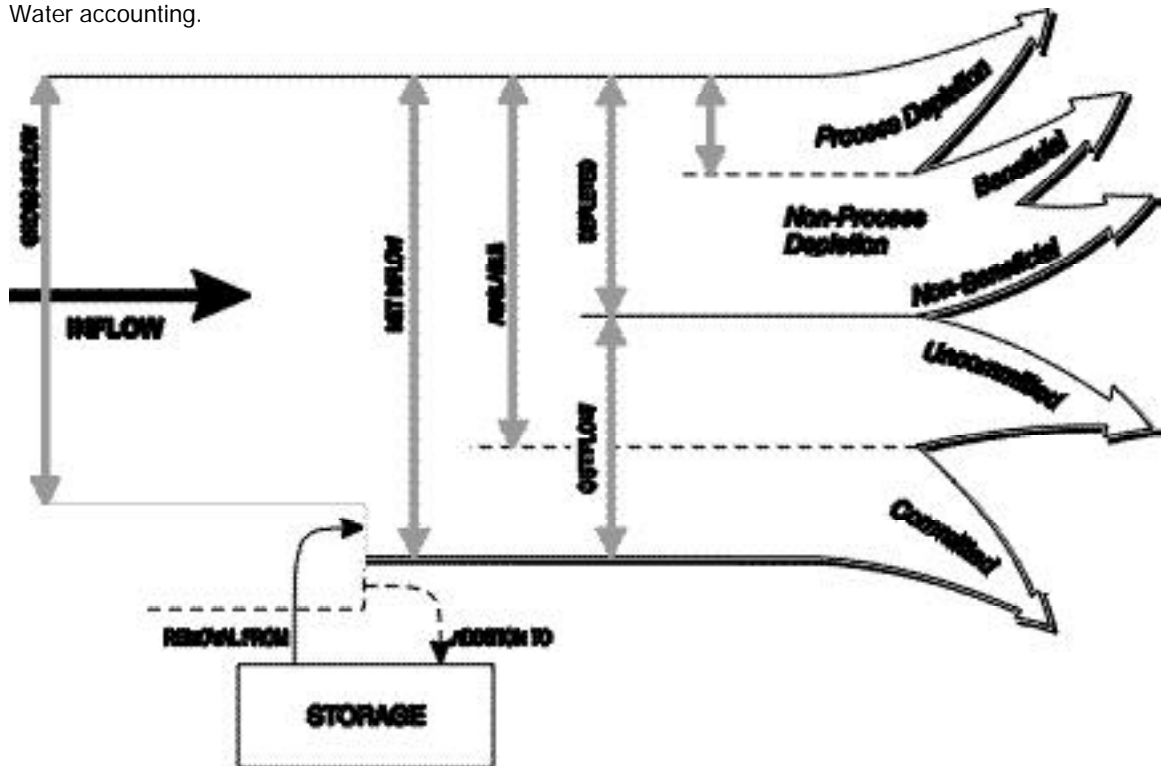 Water accounting.
Process Depletion
Beneficial
GROSS INFLOW
NET INFLOW
AVAILABLE
DEPLETED
Non-Process
Depletion
Non-Beneficial
INFLOW
Uncommitted
OUTFLOW
Committed
REMOVAL FROM
ADDITION TO
STORAGE